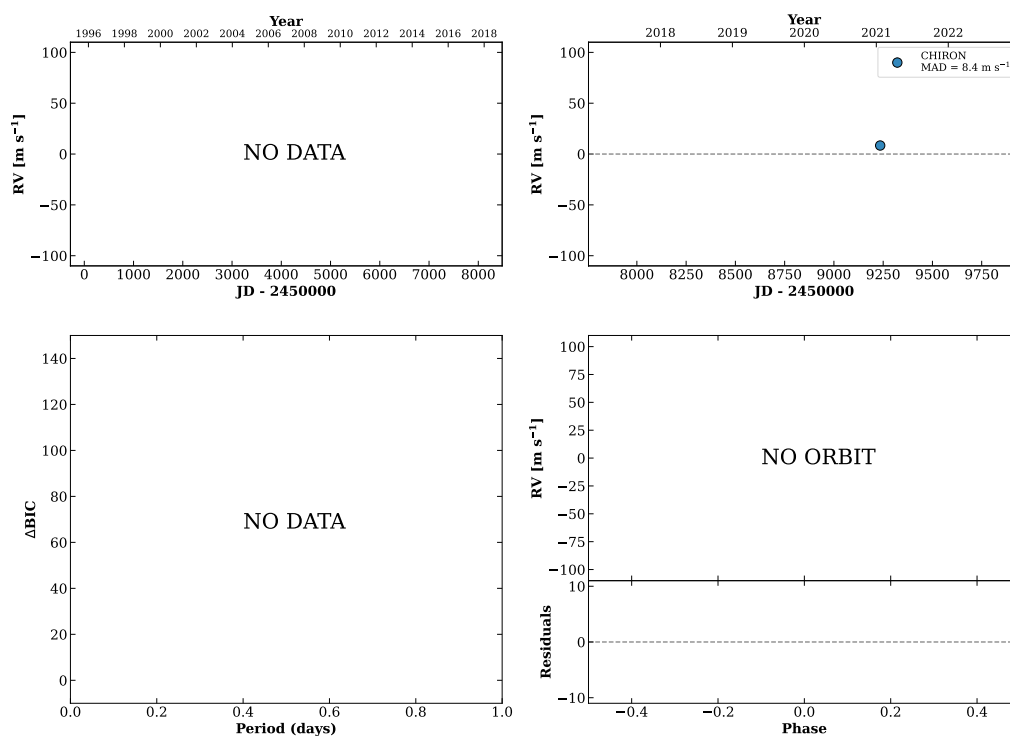 Year
1996 1998 2000 2002 2004 2006 2008 2010 2012 2014 2016 2018
100
50
0
−50
−100
RV [m s⁻¹]
NO DATA
0 1000 2000 3000 4000 5000 6000 7000 8000
JD - 2450000
Year
2018 2019 2020 2021 2022
CHIRON
MAD = 8.4 m s⁻¹
100
50
0
−50
−100
RV [m s⁻¹]
8000 8250 8500 8750 9000 9250 9500 9750
JD - 2450000
140
120
100
80
60
40
20
0
ΔBIC
NO DATA
0.0 0.2 0.4 0.6 0.8 1.0
Period (days)
100
75
50
25
0
−25
−50
−75
−100
RV [m s⁻¹]
NO ORBIT
10
0
−10
Residuals
−0.4 −0.2 0.0 0.2 0.4
Phase